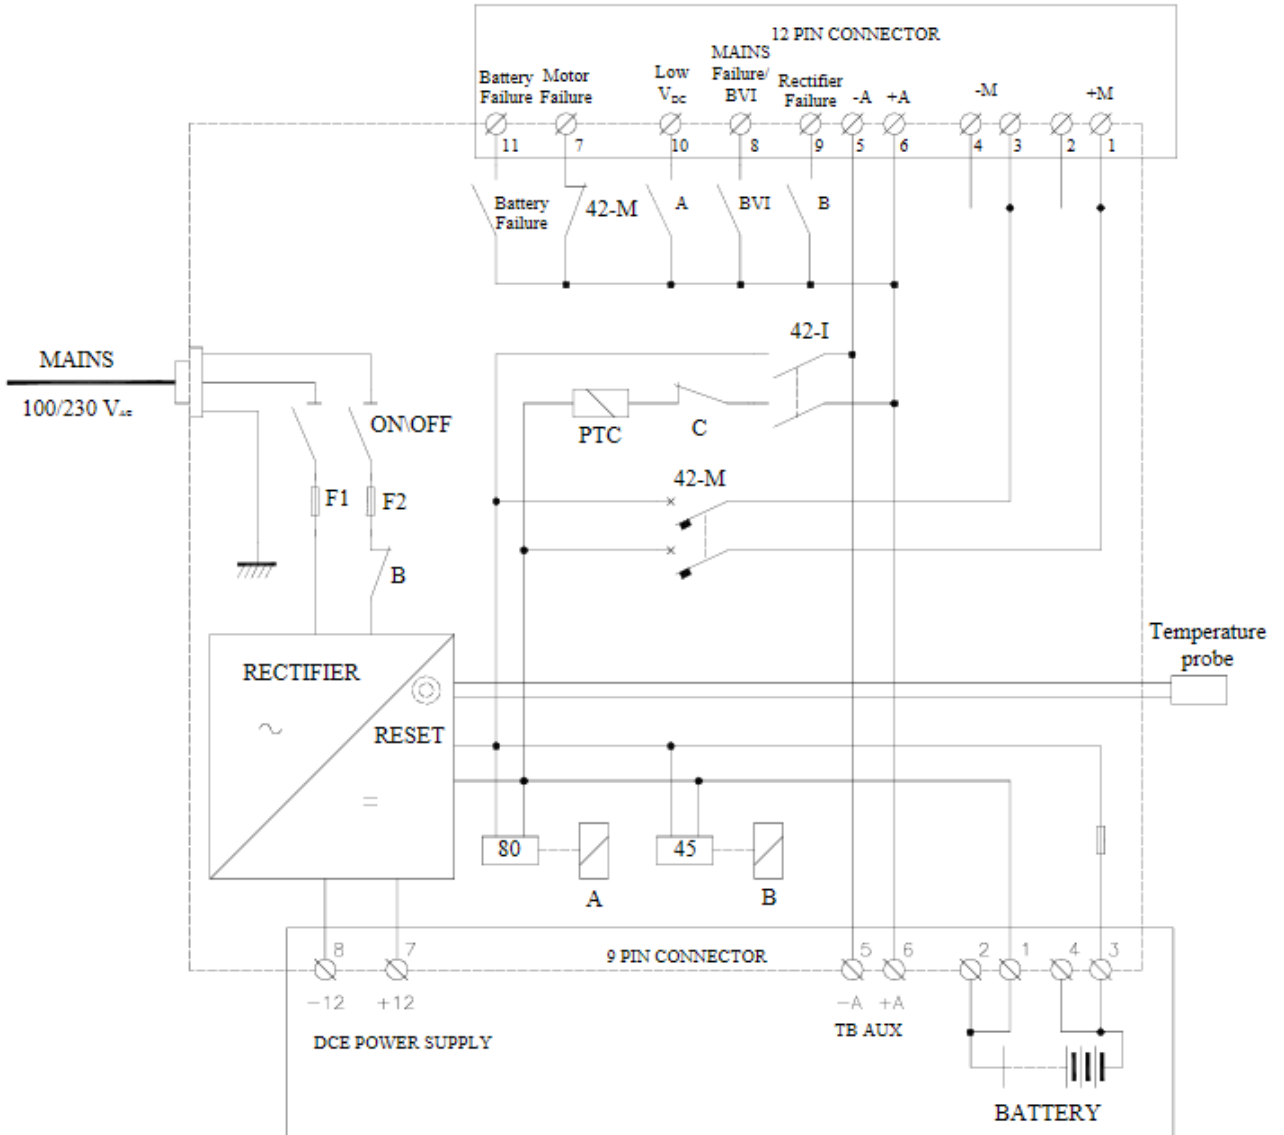 12 PIN CONNECTOR
Battery
Failure
Motor
Failure
Low
VDC
MAINS
Failure/
BVI
Rectifier
Failure
-A
+A
-M
+M
11
7
10
8
9
5
6
4
3
2
1
Battery
Failure
42-M
A
BVI
B
42-I
MAINS
100/230 V
ON\OFF
PTC
C
42-M
F1
F2
B
RECTIFIER
RESET
Temperature
probe
80
45
A
B
9 PIN CONNECTOR
8
7
5
6
2
1
4
3
-12
+12
-A
+A
DCE POWER SUPPLY
TB AUX
BATTERY